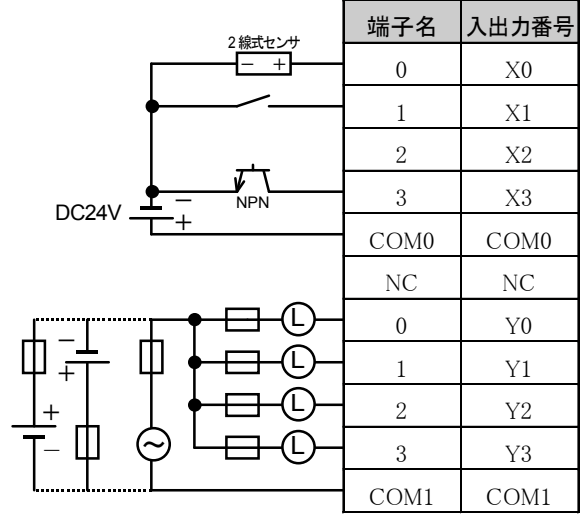 2線式センサ
− +
NPN
DC24V
−
+
端子名 入出力番号
0 X0
1 X1
2 X2
3 X3
COM0 COM0
NC NC
0 Y0
1 Y1
2 Y2
3 Y3
COM1 COM1
L
L
L
L
−
+
+
−